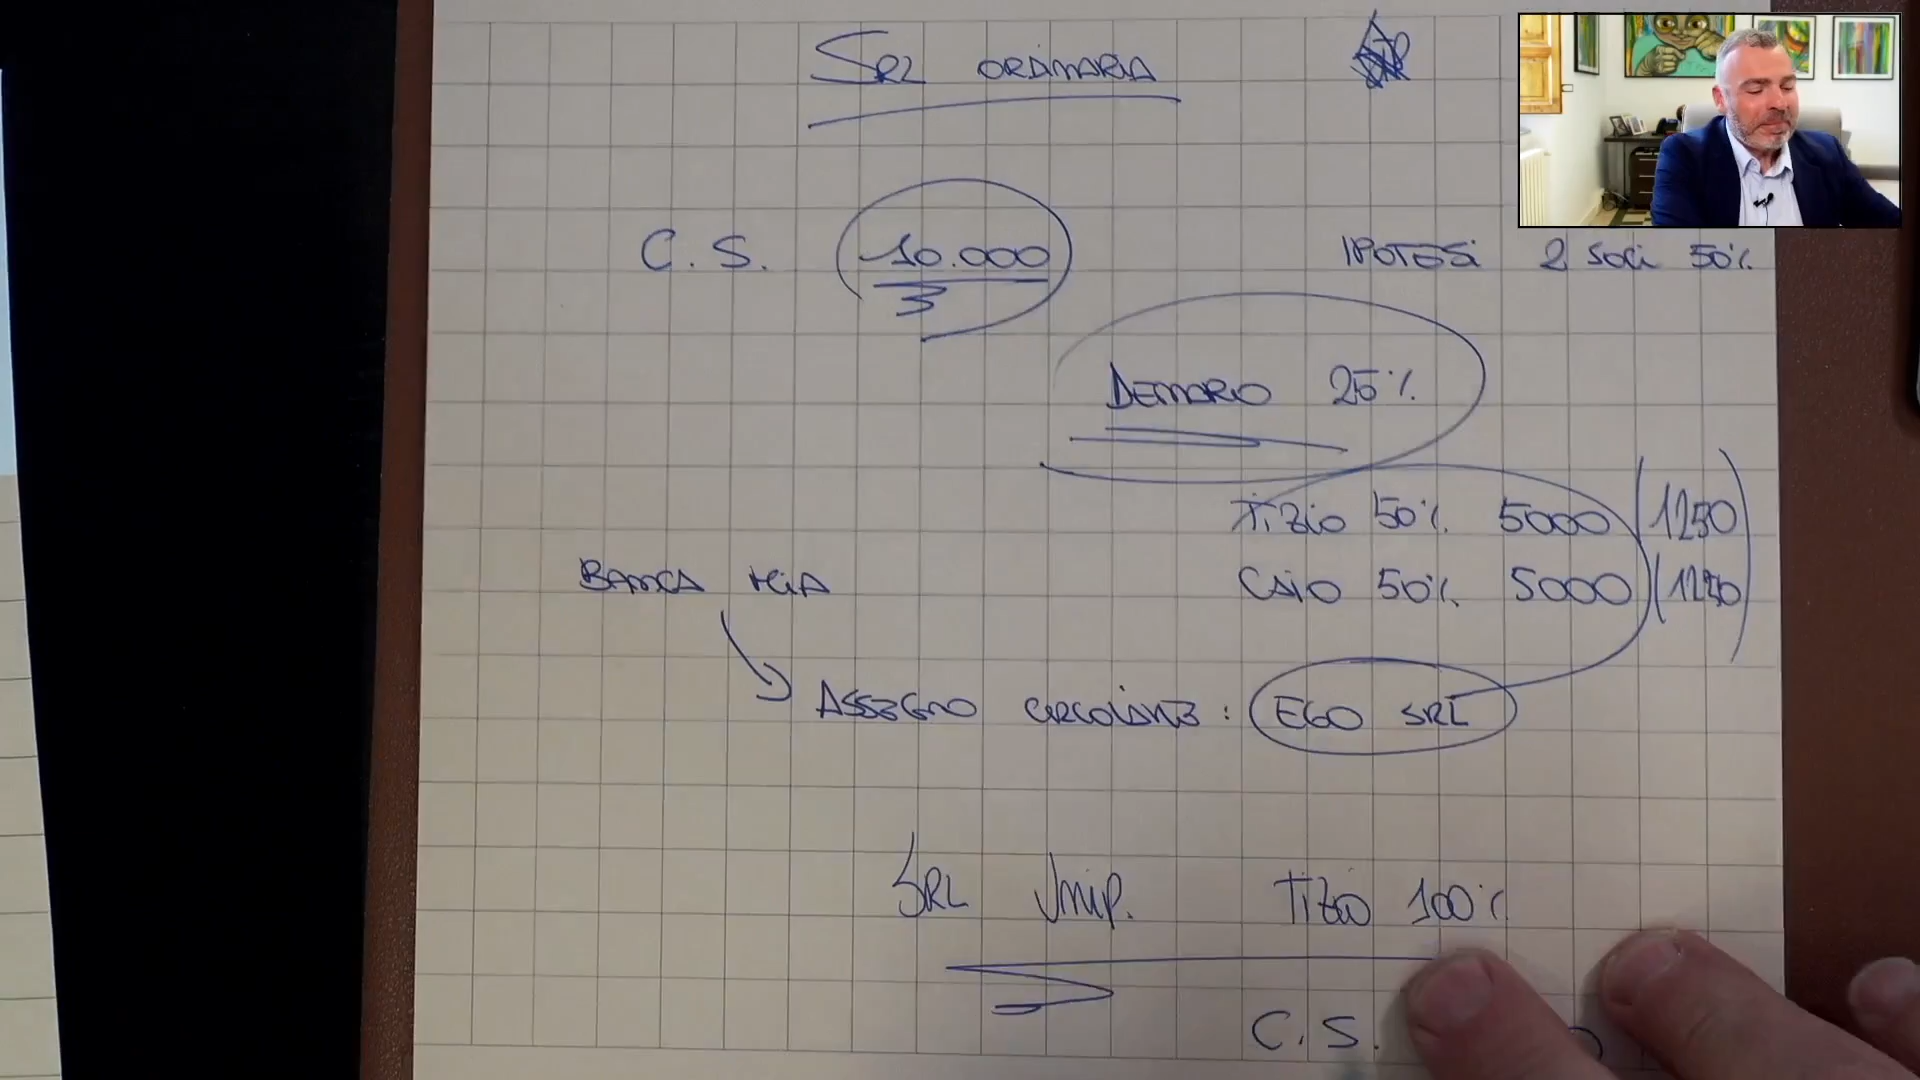 SRL ORDINARIA
C. S. 10.000
IPOTESI 2 SOCI 50%
DENARO 25%
TIZIO 50% 5000 (1250)
CAIO 50% 5000 (1250)
BANCA MIA
ASSEGNO CIRCOLARE : EGO SRL
SRL UNIP. TIZIO 100%
C. S.